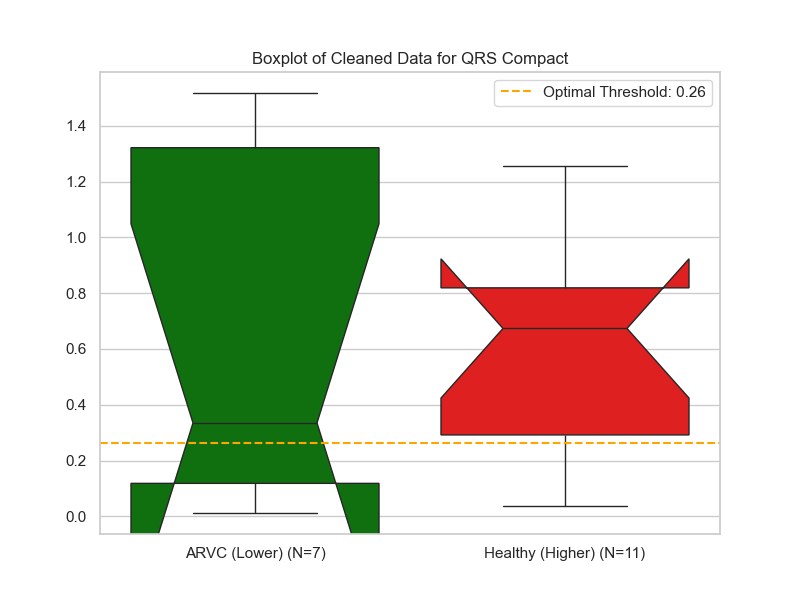 Boxplot of Cleaned Data for QRS Compact
Optimal Threshold: 0.26
1.4
1.2
1.0
0.8
0.6
0.4
0.2
0.0
ARVC (Lower) (N=7)
Healthy (Higher) (N=11)